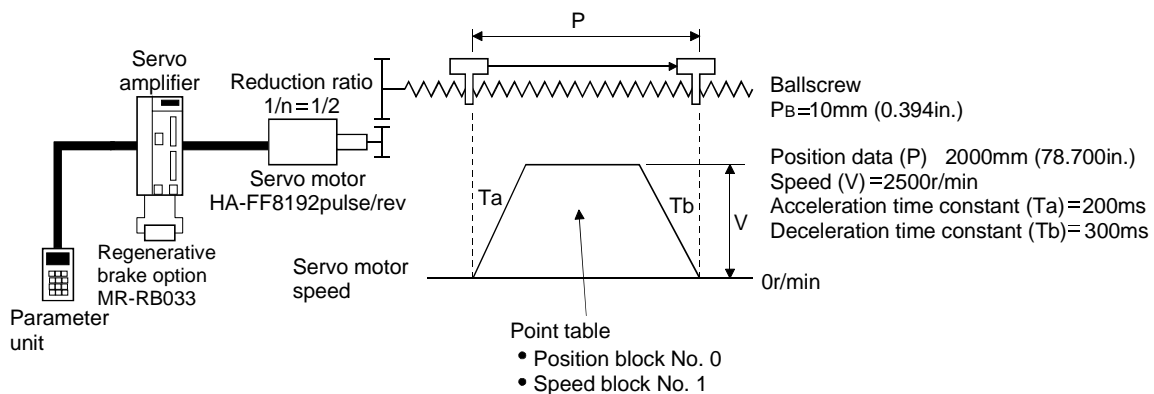 P
Servo
amplifier
Reduction ratio
1/n=1/2
Servo motor
HA-FF8192pulse/rev
Regenerative
brake option
MR-RB033
Parameter
unit
Ballscrew
PB=10mm (0.394in.)
Position data (P) 2000mm (78.700in.)
Speed (V)=2500r/min
Acceleration time constant (Ta)=200ms
Deceleration time constant (Tb)=300ms
Ta
Tb
V
Servo motor
speed
0r/min
Point table
• Position block No. 0
• Speed block No. 1